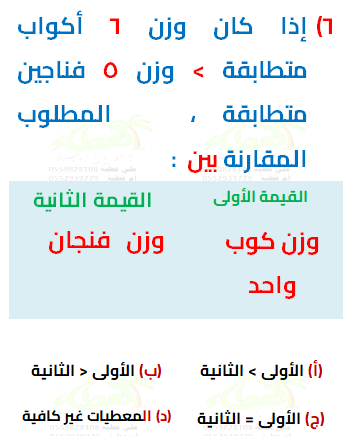 ٦) إذا كان وزن ٦ أكواب
متطابقة > وزن ٥ فناجين
متطابقة ، المطلوب
المقارنة بين :
القيمة الأولى القيمة الثانية
وزن كوب وزن فنجان
واحد
(أ) الأولى > الثانية (ب) الأولى < الثانية
(ج) الأولى = الثانية (د) المعطيات غير كافية